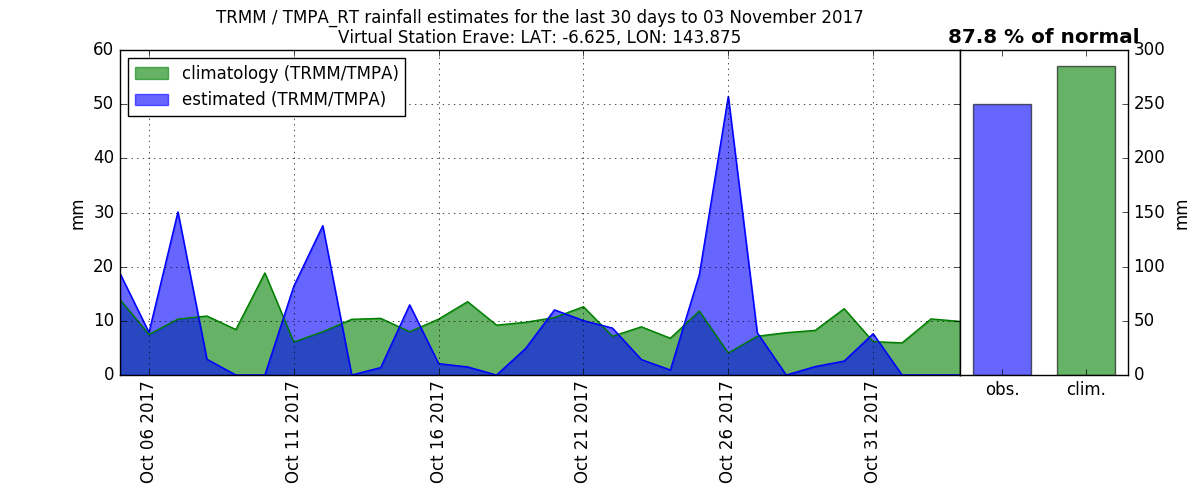 TRMM / TMPA_RT rainfall estimates for the last 30 days to 03 November 2017
Virtual Station Erave: LAT: -6.625, LON: 143.875
87.8 % of normal
climatology (TRMM/TMPA)
estimated (TRMM/TMPA)
60
50
40
30
20
10
0
mm
Oct 06 2017
Oct 11 2017
Oct 16 2017
Oct 21 2017
Oct 26 2017
Oct 31 2017
300
250
200
150
100
50
0
mm
obs.
clim.